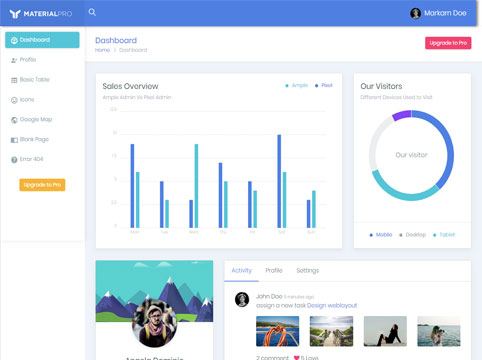 MATERIALPRO
Markarn Doe
Dashboard
Profile
Basic Table
Icons
Google Map
Blank Page
Error 404
Upgrade to Pro
Dashboard
Home > Dashboard
Upgrade to Pro
Sales Overview
Ample Admin Vs Pixel Admin
Ample
Pixel
Mon
Tue
Wed
Thu
Fri
Sat
Sun
Our Visitors
Different Devices Used to Visit
Our visitor
Mobile
Desktop
Tablet
Activity
Profile
Settings
John Doe 5 minutes ago
assign a new task Design weblayout
2 comment
5 Love